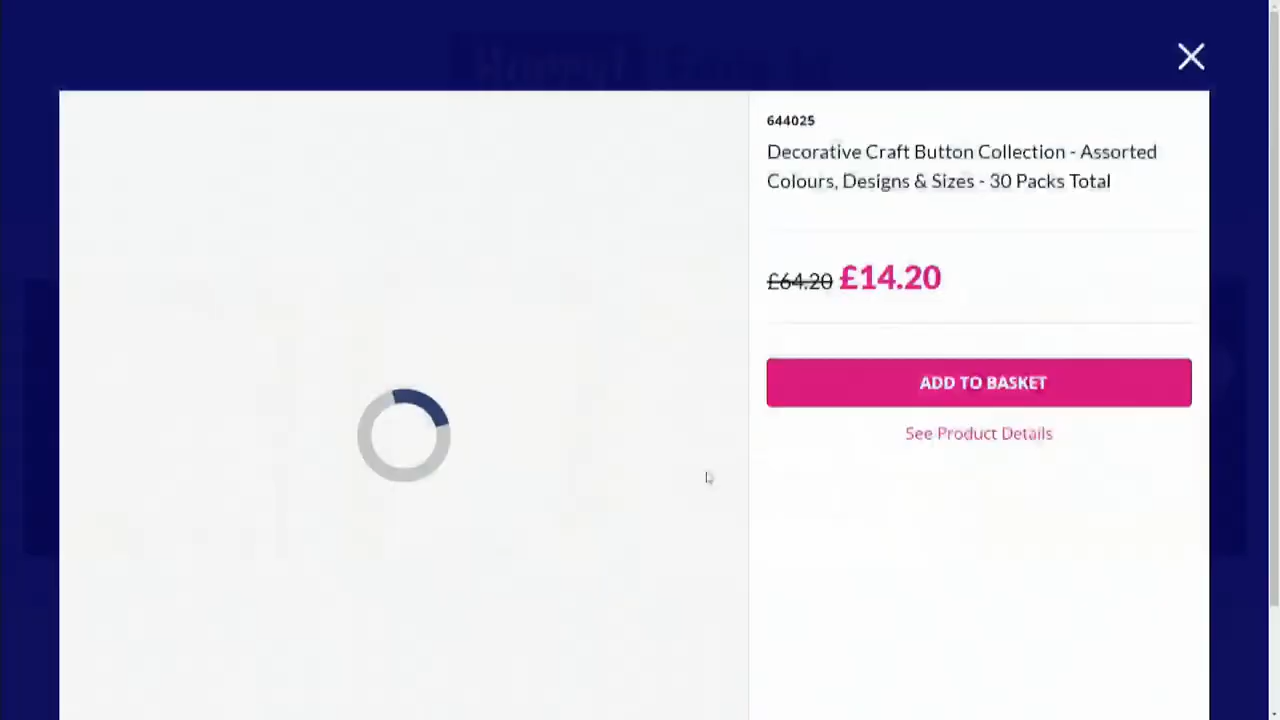 644025
Decorative Craft Button Collection - Assorted
Colours, Designs & Sizes - 30 Packs Total
£64.20 £14.20
ADD TO BASKET
See Product Details